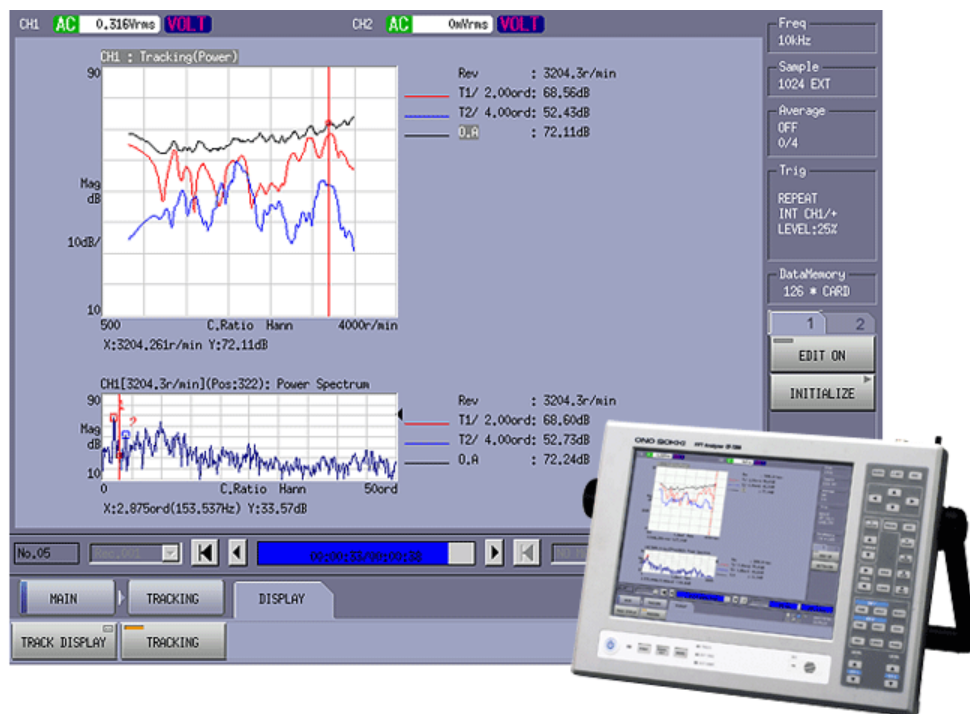 CH1 AC 0.316Vrms VOLT CH2 AC 0mVrms VOLT
CH1 : Tracking(Power)
90
Mag
dB
10dB/
10
500 C.Ratio Hann 4000r/min
X:3204.261r/min Y:72.11dB
Rev : 3204.3r/min
T1/ 2.00ord: 68.56dB
T2/ 4.00ord: 52.43dB
O.A : 72.11dB
CH1[3204.3r/min](Pos:322): Power Spectrum
90
Mag
dB
10
1
2
0 C.Ratio Hann 50ord
X:2.875ord(153.537Hz) Y:33.57dB
Rev : 3204.3r/min
T1/ 2.00ord: 68.60dB
T2/ 4.00ord: 52.73dB
O.A : 72.24dB
Freq
10kHz
Sample
1024 EXT
Average
OFF
0/4
Trig
REPEAT
INT CH1/+
LEVEL:25%
DataMemory
126 * CARD
1 2
EDIT ON
INITIALIZE
No.05 Rec.001 00:00:33/00:00:38
MAIN TRACKING DISPLAY
TRACK DISPLAY TRACKING
ONO SOKKI